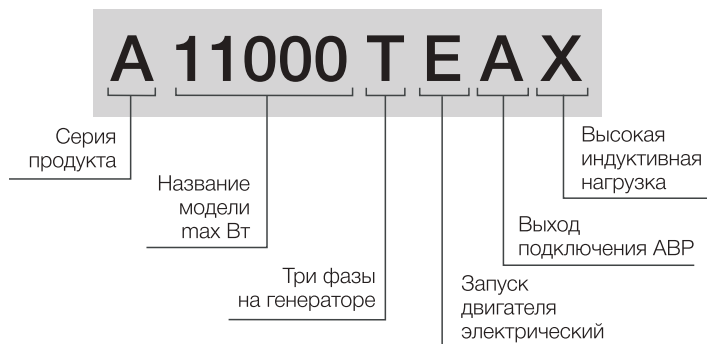 A 11000 T E A X
Серия
продукта
Название
модели
max Вт
Три фазы
на генераторе
Запуск
двигателя
электрический
Выход
подключения АВР
Высокая
индуктивная
нагрузка